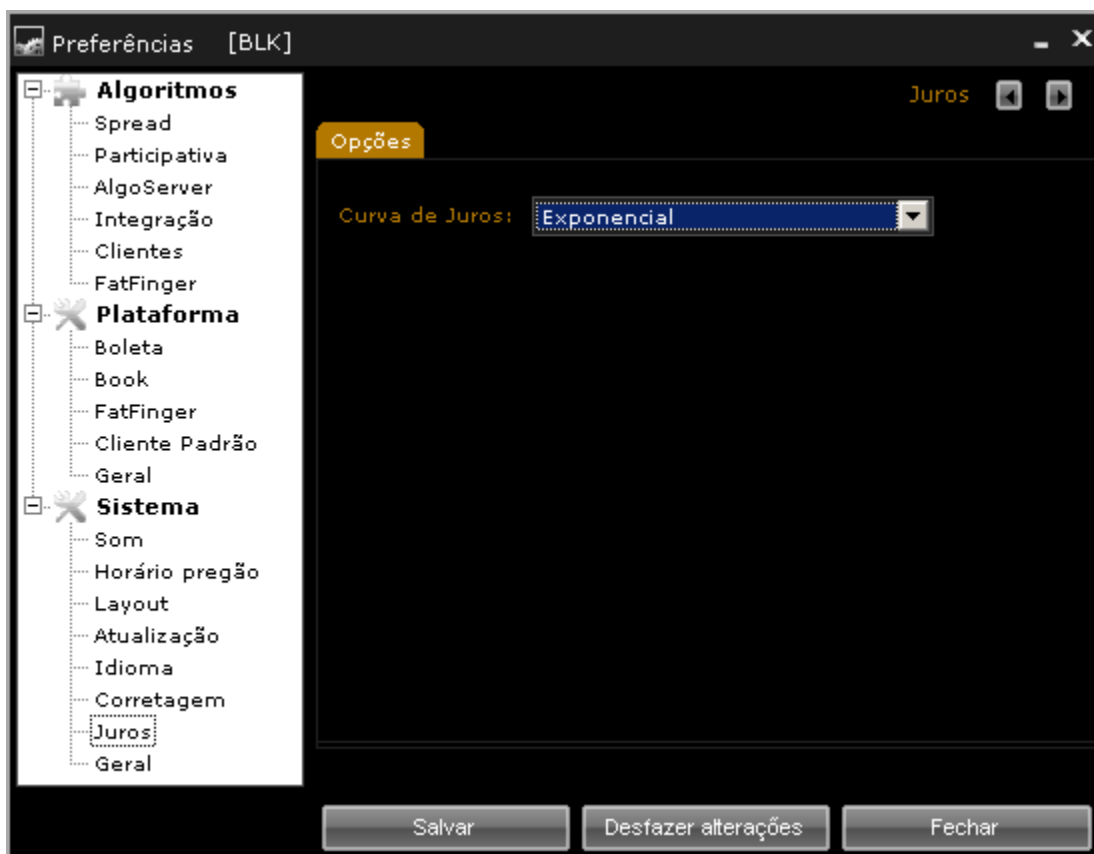 Preferências [BLK]
Algoritmos
Spread
Participativa
AlgoServer
Integração
Clientes
FatFinger
Plataforma
Boleta
Book
FatFinger
Cliente Padrão
Geral
Sistema
Som
Horário pregão
Layout
Atualização
Idioma
Corretagem
Juros
Geral
Juros
Opções
Curva de Juros: Exponencial
Salvar Desfazer alterações Fechar